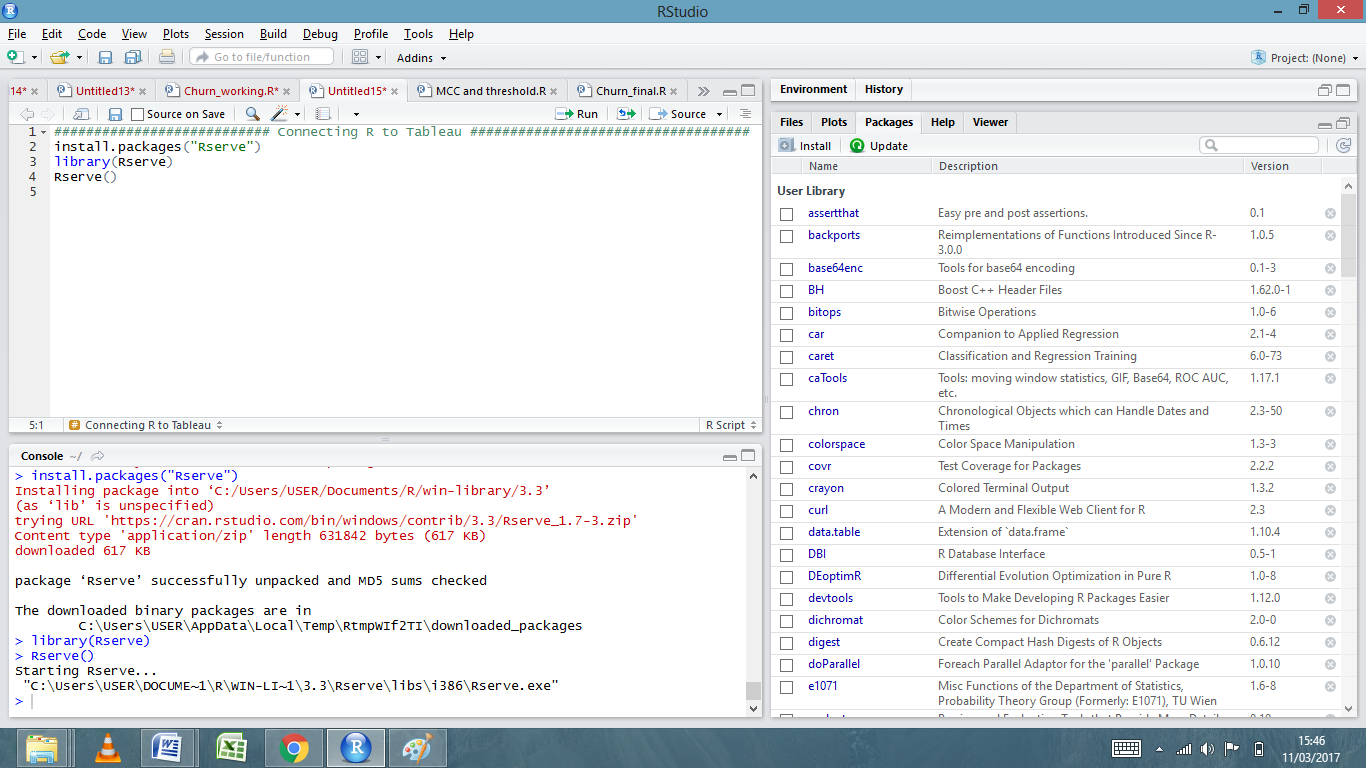 RStudio
File Edit Code View Plots Session Build Debug Profile Tools Help
Go to file/function Addins Project: (None)
14* Untitled13* Churn_working.R* Untitled15* MCC and threshold.R Churn_final.R
Source on Save Run Source
1 ########################### Connecting R to Tableau ###################################
2 install.packages("Rserve")
3 library(Rserve)
4 Rserve()
5
5:1 Connecting R to Tableau R Script
Console ~/
> install.packages("Rserve")
Installing package into ‘C:/Users/USER/Documents/R/win-library/3.3’
(as ‘lib’ is unspecified)
trying URL 'https://cran.rstudio.com/bin/windows/contrib/3.3/Rserve_1.7-3.zip'
Content type 'application/zip' length 631842 bytes (617 KB)
downloaded 617 KB
package ‘Rserve’ successfully unpacked and MD5 sums checked
The downloaded binary packages are in
C:\Users\USER\AppData\Local\Temp\RtmpWIf2TI\downloaded_packages
> library(Rserve)
> Rserve()
Starting Rserve...
"C:\Users\USER\DOCUME~1\R\WIN-LI~1\3.3\Rserve\libs\i386\Rserve.exe"
>
Environment History
Files Plots Packages Help Viewer
Install Update
Name Description Version
User Library
assertthat Easy pre and post assertions. 0.1
backports Reimplementations of Functions Introduced Since R- 1.0.5
3.0.0
base64enc Tools for base64 encoding 0.1-3
BH Boost C++ Header Files 1.62.0-1
bitops Bitwise Operations 1.0-6
car Companion to Applied Regression 2.1-4
caret Classification and Regression Training 6.0-73
caTools Tools: moving window statistics, GIF, Base64, ROC AUC, 1.17.1
etc.
chron Chronological Objects which can Handle Dates and 2.3-50
Times
colorspace Color Space Manipulation 1.3-3
covr Test Coverage for Packages 2.2.2
crayon Colored Terminal Output 1.3.2
curl A Modern and Flexible Web Client for R 2.3
data.table Extension of `data.frame` 1.10.4
DBI R Database Interface 0.5-1
DEoptimR Differential Evolution Optimization in Pure R 1.0-8
devtools Tools to Make Developing R Packages Easier 1.12.0
dichromat Color Schemes for Dichromats 2.0-0
digest Create Compact Hash Digests of R Objects 0.6.12
doParallel Foreach Parallel Adaptor for the 'parallel' Package 1.0.10
e1071 Misc Functions of the Department of Statistics, 1.6-8
Probability Theory Group (Formerly: E1071), TU Wien
15:46
11/03/2017